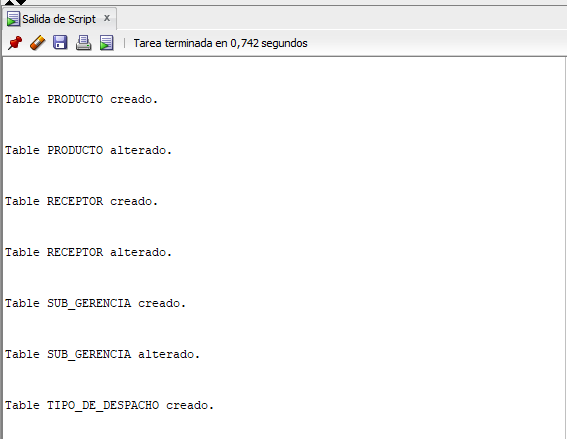 Salida de Script x
Tarea terminada en 0,742 segundos
Table PRODUCTO creado.
Table PRODUCTO alterado.
Table RECEPTOR creado.
Table RECEPTOR alterado.
Table SUB_GERENCIA creado.
Table SUB_GERENCIA alterado.
Table TIPO_DE_DESPACHO creado.